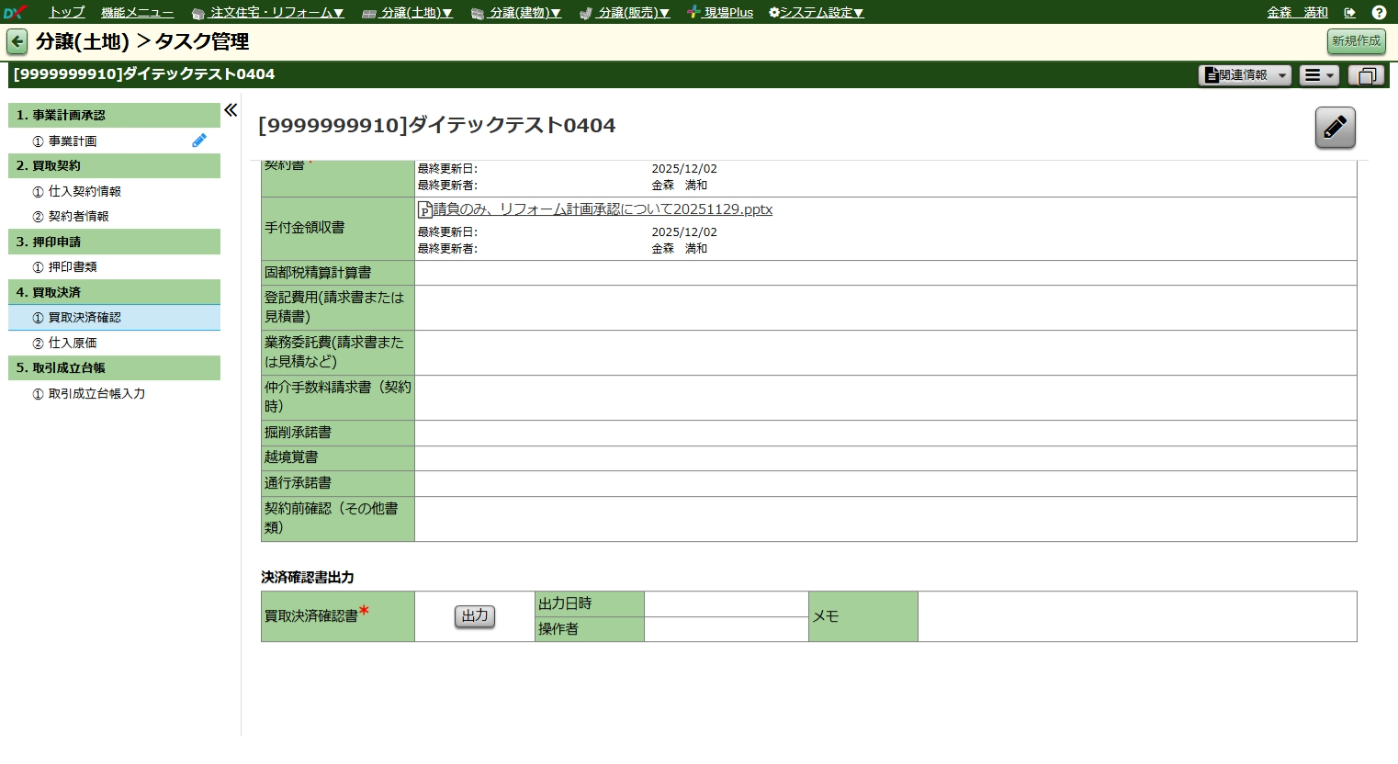 DX トップ 機能メニュー 注文住宅・リフォーム▼ 分譲(土地)▼ 分譲(建物)▼ 分譲(販売)▼ 現場Plus システム設定▼ 金森 満和 ?
分譲(土地) >タスク管理 新規作成
[9999999910]ダイテックテスト0404 関連情報
1. 事業計画承認
① 事業計画
2. 買取契約
① 仕入契約情報
② 契約者情報
3. 押印申請
① 押印書類
4. 買取決済
① 買取決済確認
② 仕入原価
5. 取引成立台帳
① 取引成立台帳入力
[9999999910]ダイテックテスト0404
契約書*
最終更新日: 2025/12/02
最終更新者: 金森 満和
手付金領収書
請負のみ、リフォーム計画承認について20251129.pptx
最終更新日: 2025/12/02
最終更新者: 金森 満和
固都税精算計算書
登記費用(請求書または
見積書)
業務委託費(請求書また
は見積など)
仲介手数料請求書（契約
時）
掘削承諾書
越境覚書
通行承諾書
契約前確認（その他書
類）
決済確認書出力
買取決済確認書* 出力
出力日時
操作者
メモ